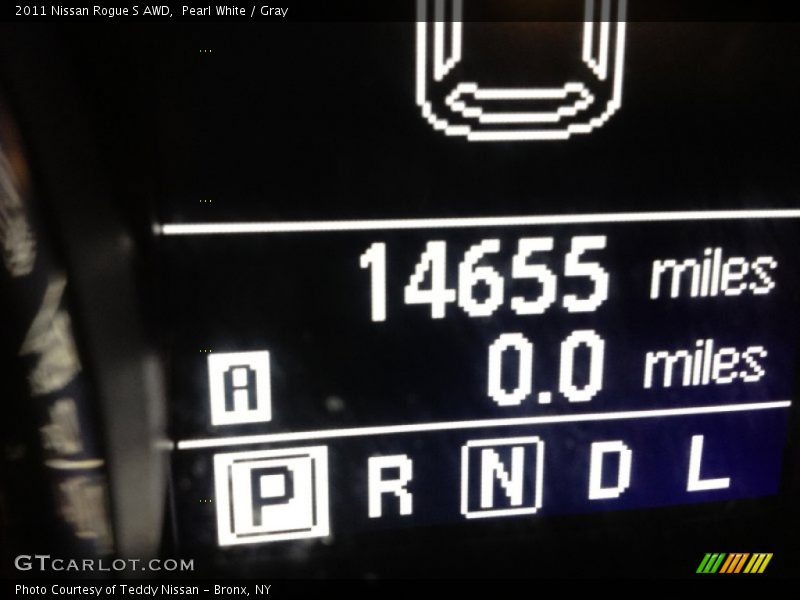 2011 Nissan Rogue S AWD,  Pearl White / Gray
14655 miles
A 0.0 miles
P R N D L
GTCARLOT.COM
Photo Courtesy of Teddy Nissan - Bronx, NY